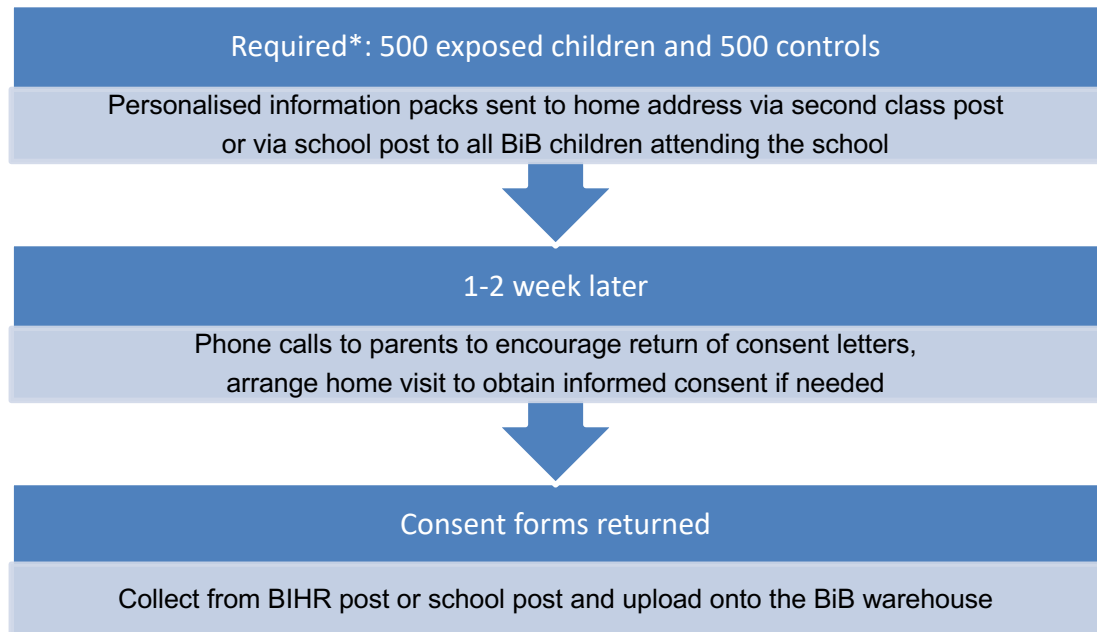 Required*: 500 exposed children and 500 controls
Personalised information packs sent to home address via second class post
or via school post to all BiB children attending the school
1-2 week later
Phone calls to parents to encourage return of consent letters,
arrange home visit to obtain informed consent if needed
Consent forms returned
Collect from BIHR post or school post and upload onto the BiB warehouse